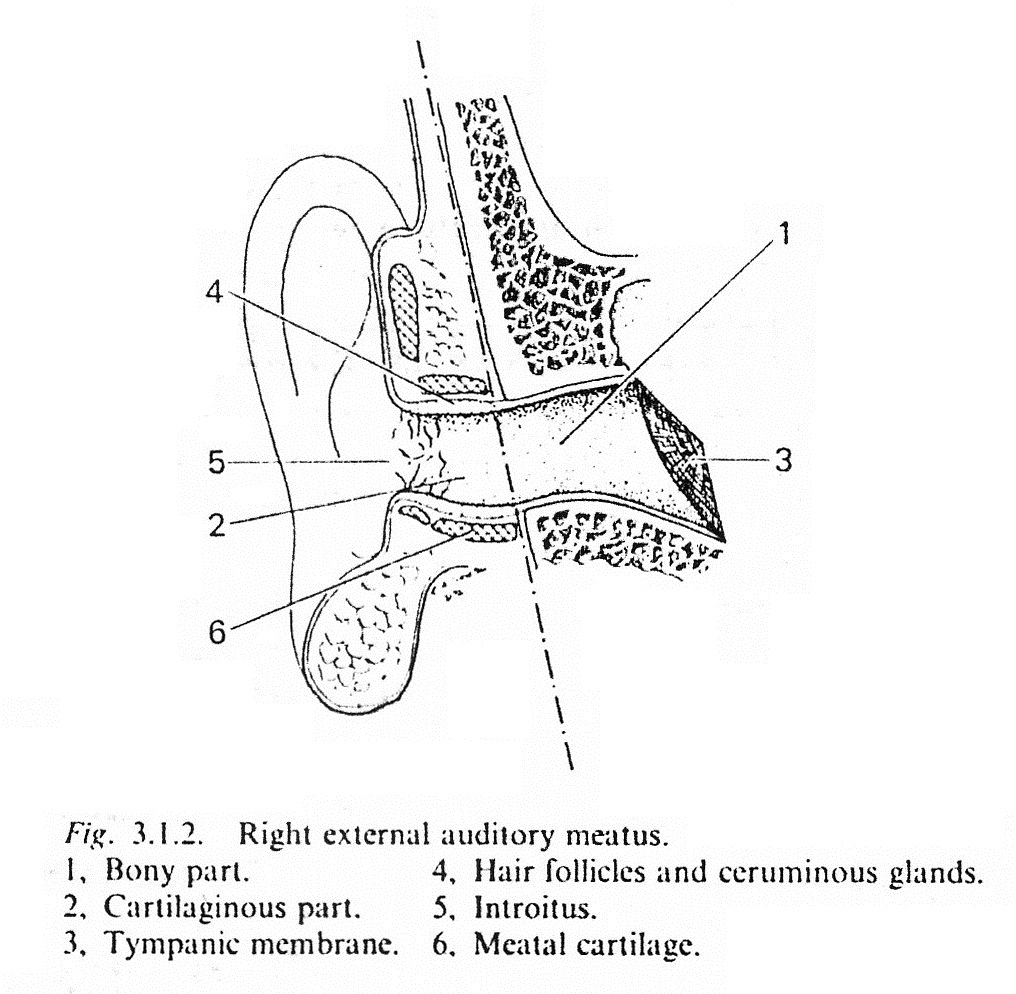 1
4
5
3
2
6
Fig. 3.1.2. Right external auditory meatus.
1, Bony part. 4, Hair follicles and ceruminous glands.
2, Cartilaginous part. 5, Introitus.
3, Tympanic membrane. 6, Meatal cartilage.